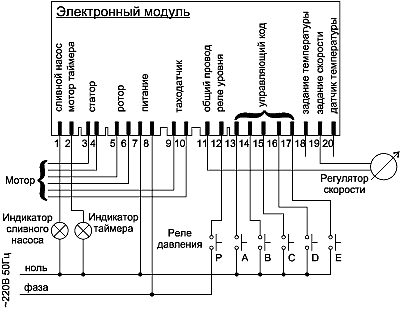 Электронный модуль
сливной насос
мотор таймера
статор
ротор
питание
таходатчик
общий провод
реле уровня
управляющий код
задание температуры
задание скорости
датчик температуры
1 2 3 4 5 6 7 8 9 10 11 12 13 14 15 16 17 18 19 20
Мотор
Регулятор
скорости
Индикатор
сливного
насоса
Индикатор
таймера
Реле
давления
P A B C D E
ноль
фаза
~220В 50Гц